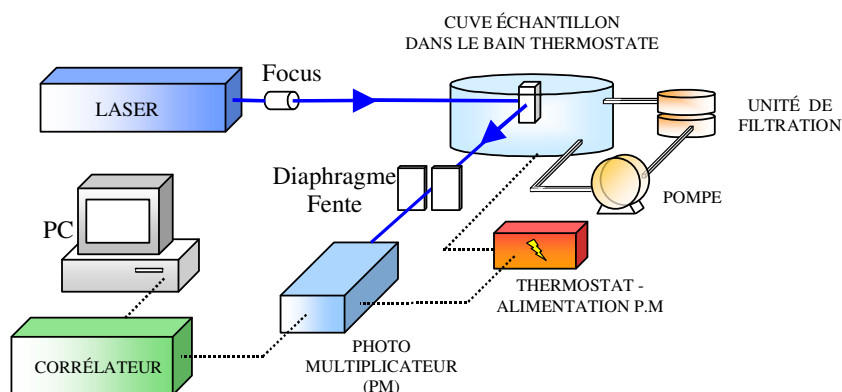 CUVE ÉCHANTILLON
DANS LE BAIN THERMOSTATE
Focus
LASER
UNITÉ DE
FILTRATION
Diaphragme
Fente
POMPE
PC
THERMOSTAT -
ALIMENTATION P.M
PHOTO
MULTIPLICATEUR
(PM)
CORRÉLATEUR